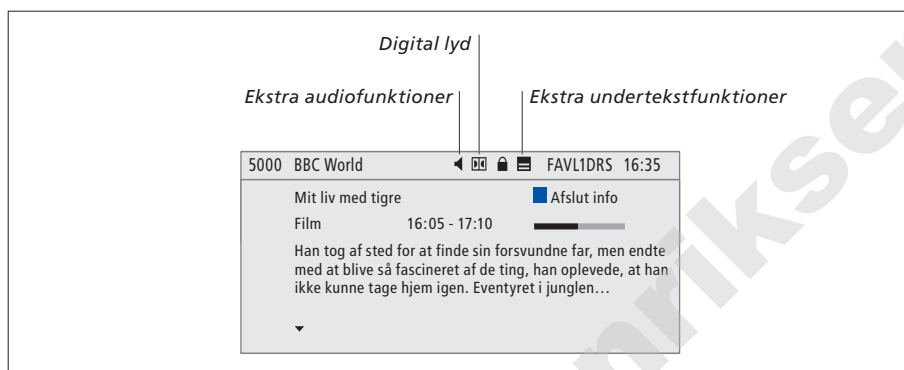 Digital lyd
Ekstra audiofunktioner
Ekstra undertekstfunktioner
5000 BBC World FAVL1DRS 16:35
Mit liv med tigre Afslut info
Film 16:05 - 17:10
Han tog af sted for at finde sin forsvundne far, men endte
med at blive så fascineret af de ting, han oplevede, at han
ikke kunne tage hjem igen. Eventyret i junglen…